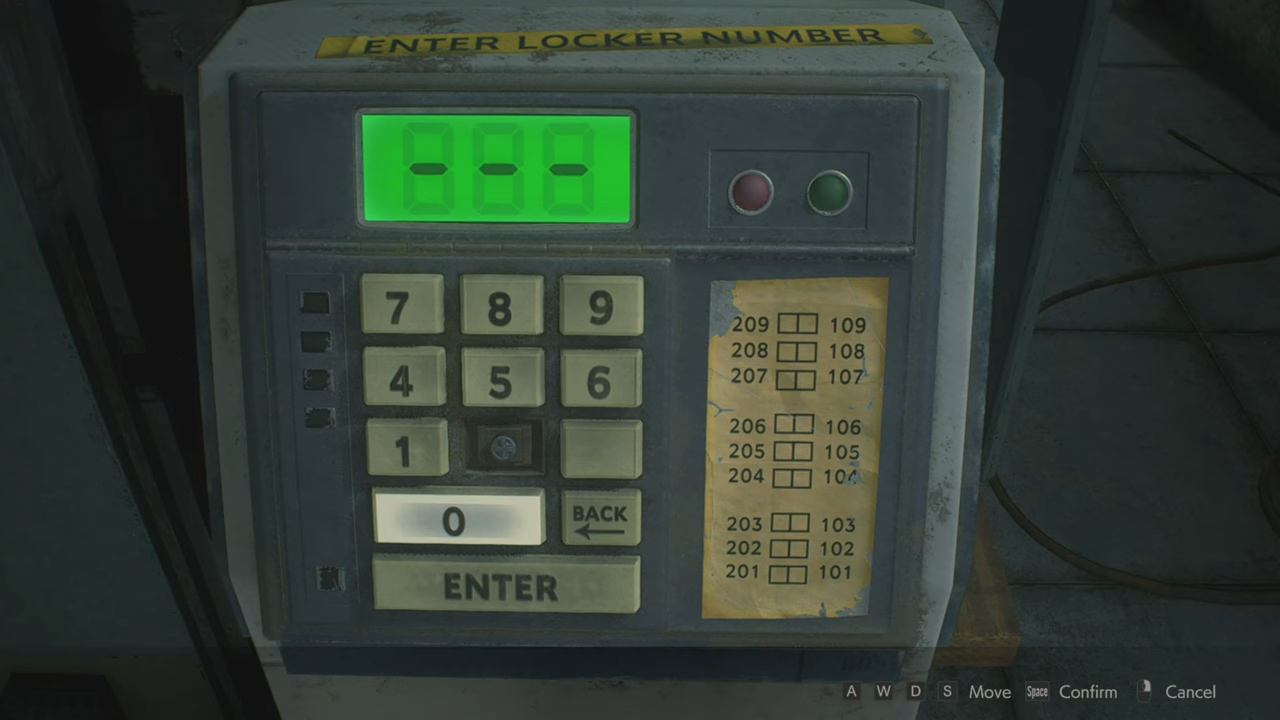 ENTER LOCKER NUMBER
- - -
7 8 9
4 5 6
1
0 BACK
ENTER
209 109
208 108
207 107
206 106
205 105
204 104
203 103
202 102
201 101
A W D S Move Space Confirm Cancel